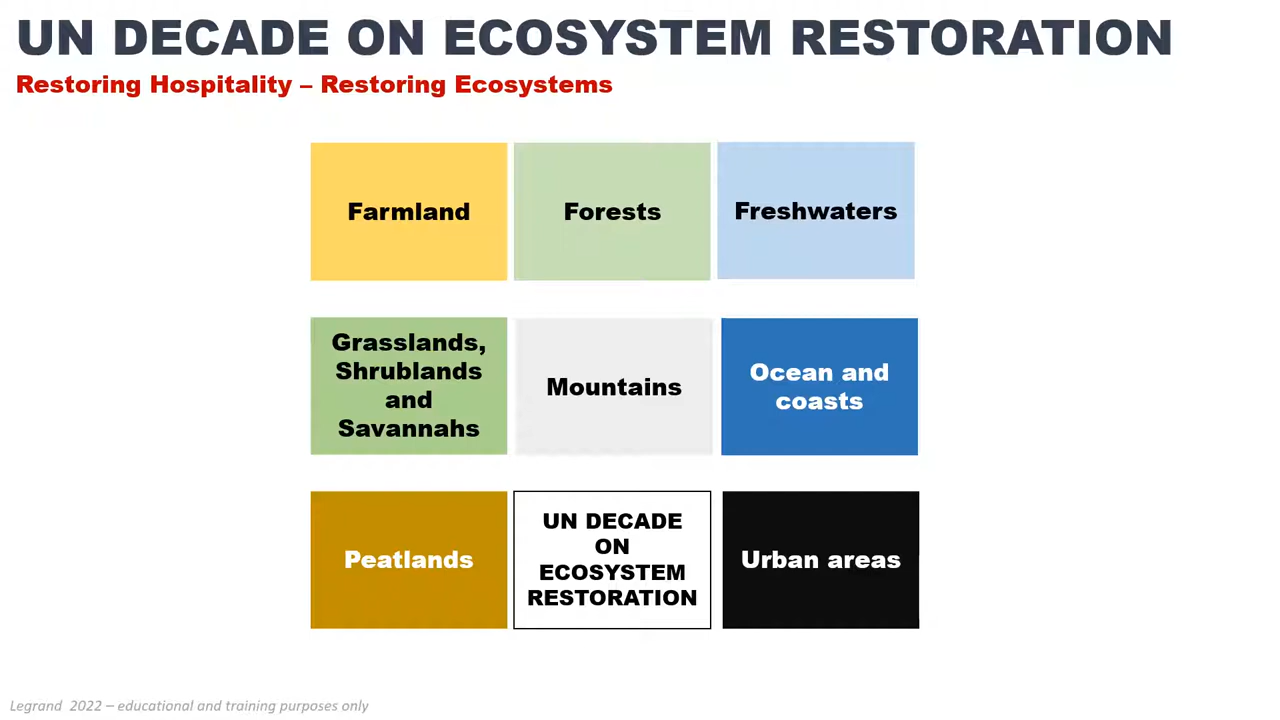 UN DECADE ON ECOSYSTEM RESTORATION
Restoring Hospitality – Restoring Ecosystems
Farmland
Forests
Freshwaters
Grasslands,
Shrublands
and
Savannahs
Mountains
Ocean and
coasts
Peatlands
UN DECADE
ON
ECOSYSTEM
RESTORATION
Urban areas
Legrand 2022 – educational and training purposes only